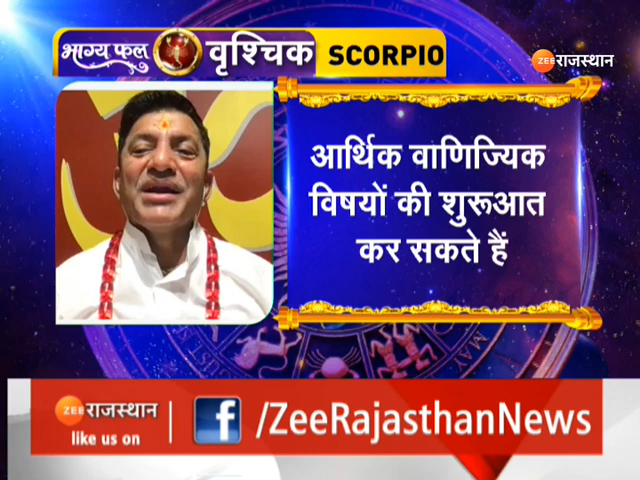 भाग्य फल
वृश्चिक
SCORPIO
ZEE राजस्थान
आर्थिक वाणिज्यिक
विषयों की शुरूआत
कर सकते हैं
ZEE राजस्थान
like us on
f /ZeeRajasthanNews